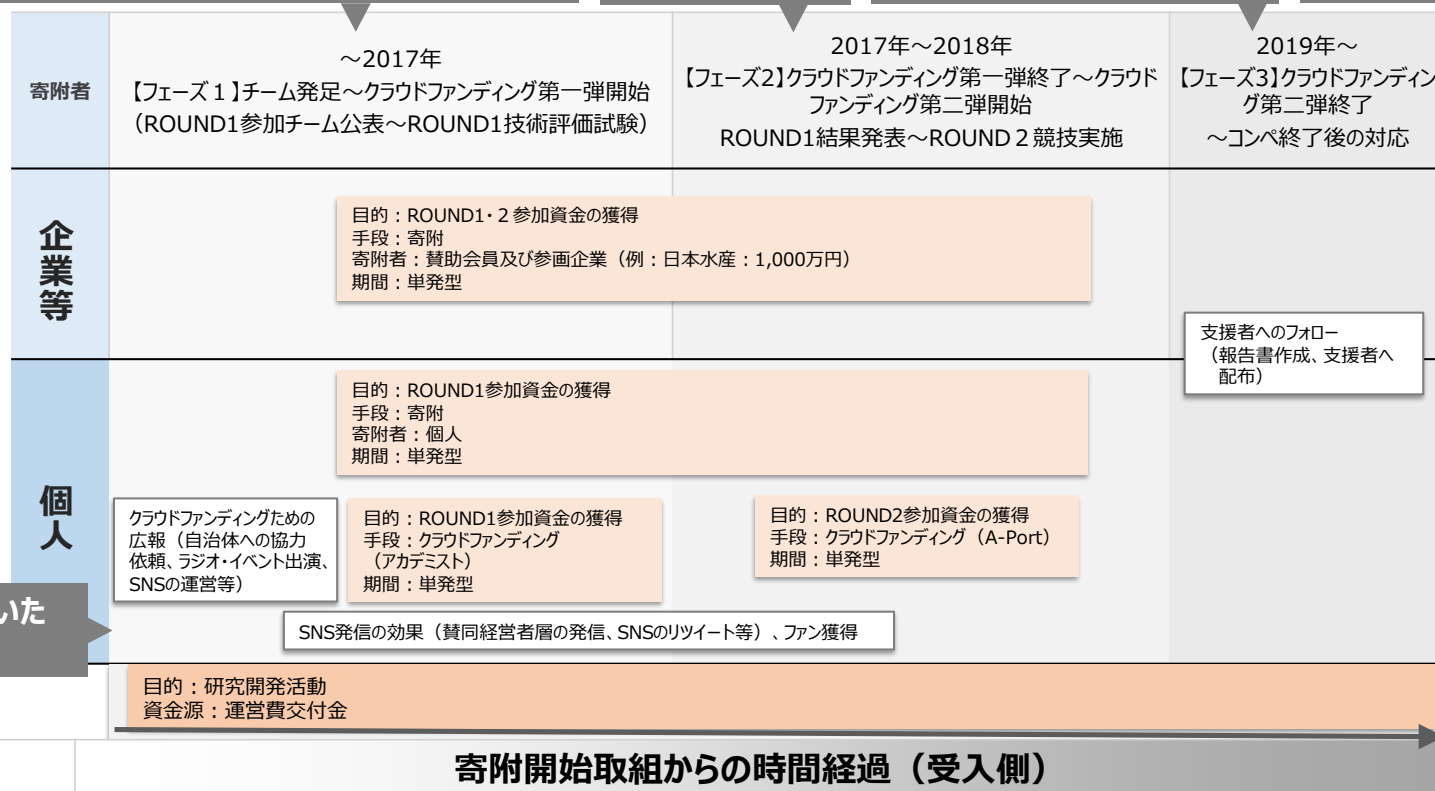 寄附者
～2017年
【フェーズ１】チーム発足～クラウドファンディング第一弾開始
（ROUND1参加チーム公表～ROUND1技術評価試験）
2017年～2018年
【フェーズ2】クラウドファンディング第一弾終了～クラウド
ファンディング第二弾開始
ROUND1結果発表～ROUND２競技実施
2019年～
【フェーズ3】クラウドファンディン
グ第二弾終了
～コンペ終了後の対応
企業等
目的：ROUND1・２参加資金の獲得
手段：寄附
寄附者：賛助会員及び参画企業（例：日本水産：1,000万円）
期間：単発型
支援者へのフォロー
（報告書作成、支援者へ
配布）
個人
目的：ROUND1参加資金の獲得
手段：寄附
寄附者：個人
期間：単発型
クラウドファンディングための
広報（自治体への協力
依頼、ラジオ・イベント出演、
SNSの運営等）
目的：ROUND1参加資金の獲得
手段：クラウドファンディング
（アカデミスト）
期間：単発型
目的：ROUND2参加資金の獲得
手段：クラウドファンディング（A-Port）
期間：単発型
いた
SNS発信の効果（賛同経営者層の発信、SNSのリツイート等）、ファン獲得
目的：研究開発活動
資金源：運営費交付金
寄附開始取組からの時間経過（受入側）